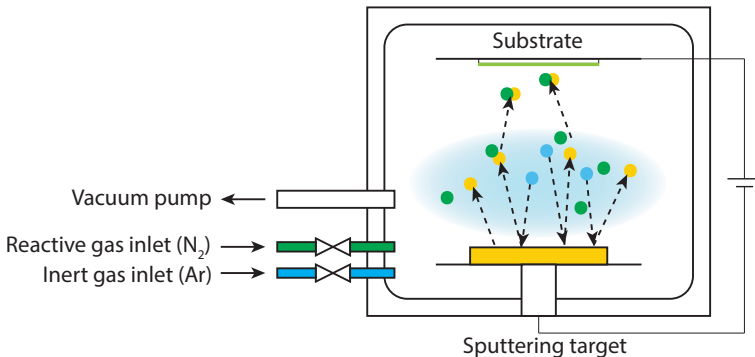 Substrate
Vacuum pump
Reactive gas inlet (N₂)
Inert gas inlet (Ar)
Sputtering target